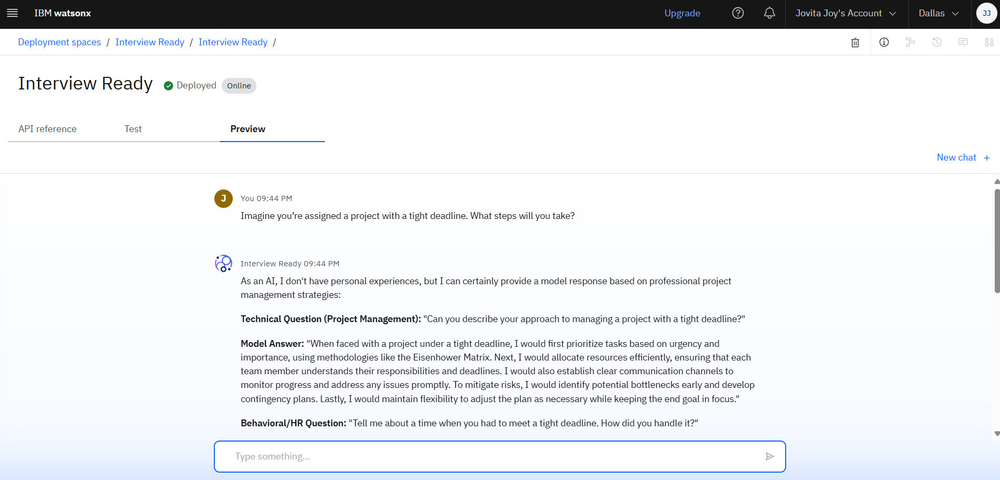 IBM watsonx
Upgrade
Jovita Joy's Account
Dallas
JJ
Deployment spaces / Interview Ready / Interview Ready /
Interview Ready
Deployed
Online
API reference
Test
Preview
New chat +
J
You 09:44 PM
Imagine you’re assigned a project with a tight deadline. What steps will you take?
Interview Ready 09:44 PM
As an AI, I don't have personal experiences, but I can certainly provide a model response based on professional project
management strategies:
Technical Question (Project Management): "Can you describe your approach to managing a project with a tight deadline?"
Model Answer: "When faced with a project under a tight deadline, I would first prioritize tasks based on urgency and
importance, using methodologies like the Eisenhower Matrix. Next, I would allocate resources efficiently, ensuring that each
team member understands their responsibilities and deadlines. I would also establish clear communication channels to
monitor progress and address any issues promptly. To mitigate risks, I would identify potential bottlenecks early and develop
contingency plans. Lastly, I would maintain flexibility to adjust the plan as necessary while keeping the end goal in focus."
Behavioral/HR Question: "Tell me about a time when you had to meet a tight deadline. How did you handle it?"
Type something...